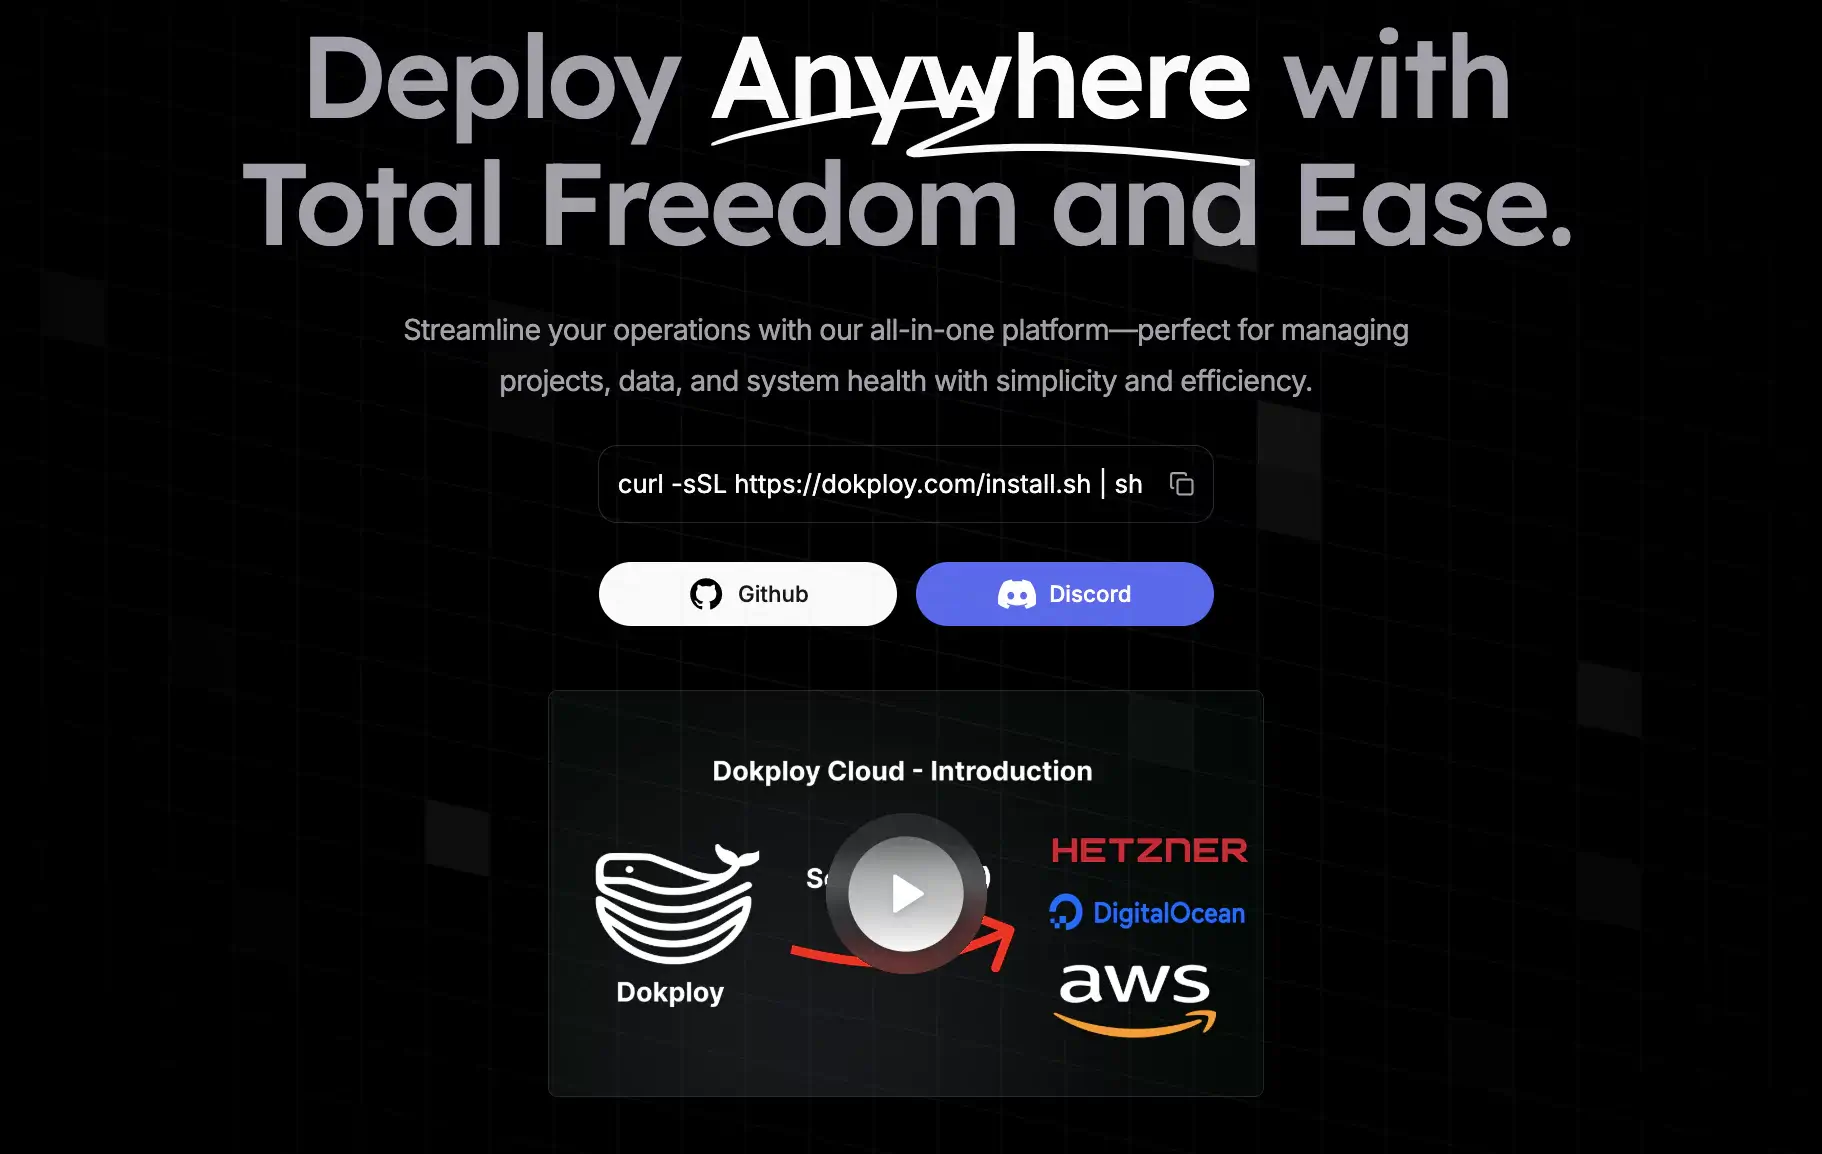 Deploy Anywhere with
Total Freedom and Ease.
Streamline your operations with our all-in-one platform—perfect for managing
projects, data, and system health with simplicity and efficiency.
curl -sSL https://dokploy.com/install.sh | sh
Github
Discord
Dokploy Cloud - Introduction
HETZNER
DigitalOcean
aws
Dokploy